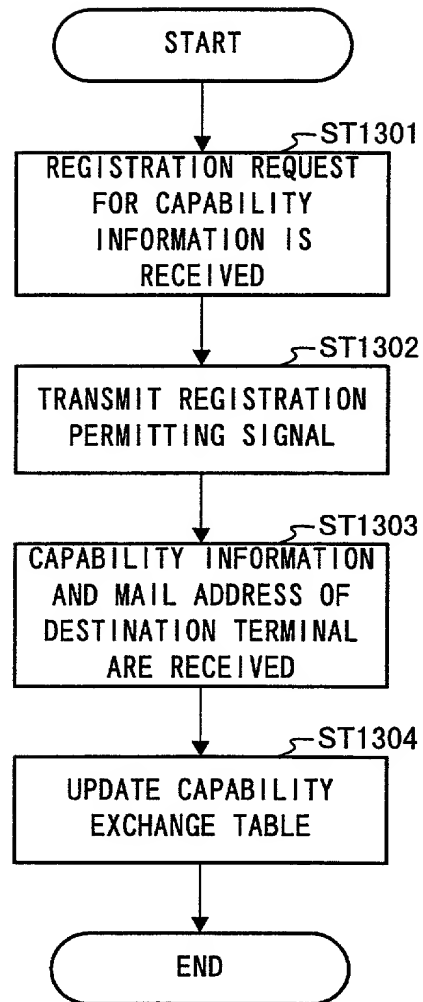 START
ST1301
REGISTRATION REQUEST
FOR CAPABILITY
INFORMATION IS
RECEIVED
ST1302
TRANSMIT REGISTRATION
PERMITTING SIGNAL
ST1303
CAPABILITY INFORMATION
AND MAIL ADDRESS OF
DESTINATION TERMINAL
ARE RECEIVED
ST1304
UPDATE CAPABILITY
EXCHANGE TABLE
END